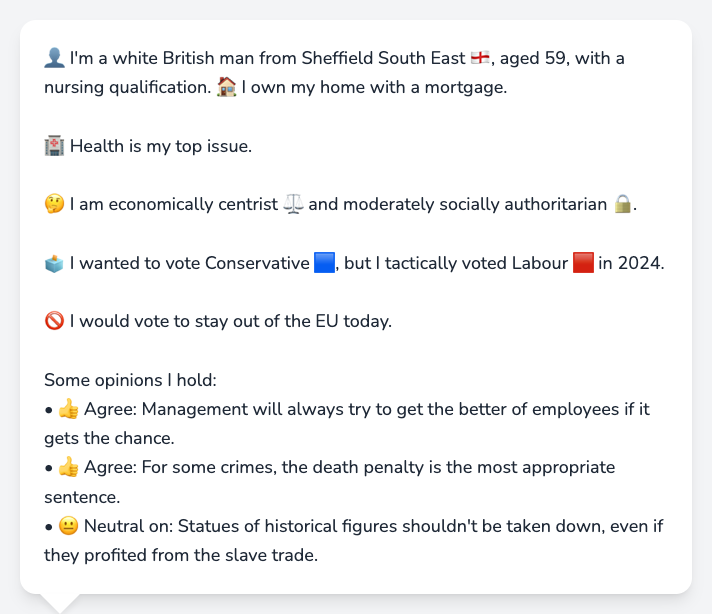 👤 I'm a white British man from Sheffield South East 🏴󠁧󠁢󠁥󠁮󠁧󠁿, aged 59, with a
nursing qualification. 🏠 I own my home with a mortgage.
🏥 Health is my top issue.
🤔 I am economically centrist ⚖️ and moderately socially authoritarian 🔒.
🗳️ I wanted to vote Conservative 🟦, but I tactically voted Labour 🟥 in 2024.
🚫 I would vote to stay out of the EU today.
Some opinions I hold:
• 👍 Agree: Management will always try to get the better of employees if it
gets the chance.
• 👍 Agree: For some crimes, the death penalty is the most appropriate
sentence.
• 😐 Neutral on: Statues of historical figures shouldn't be taken down, even if
they profited from the slave trade.